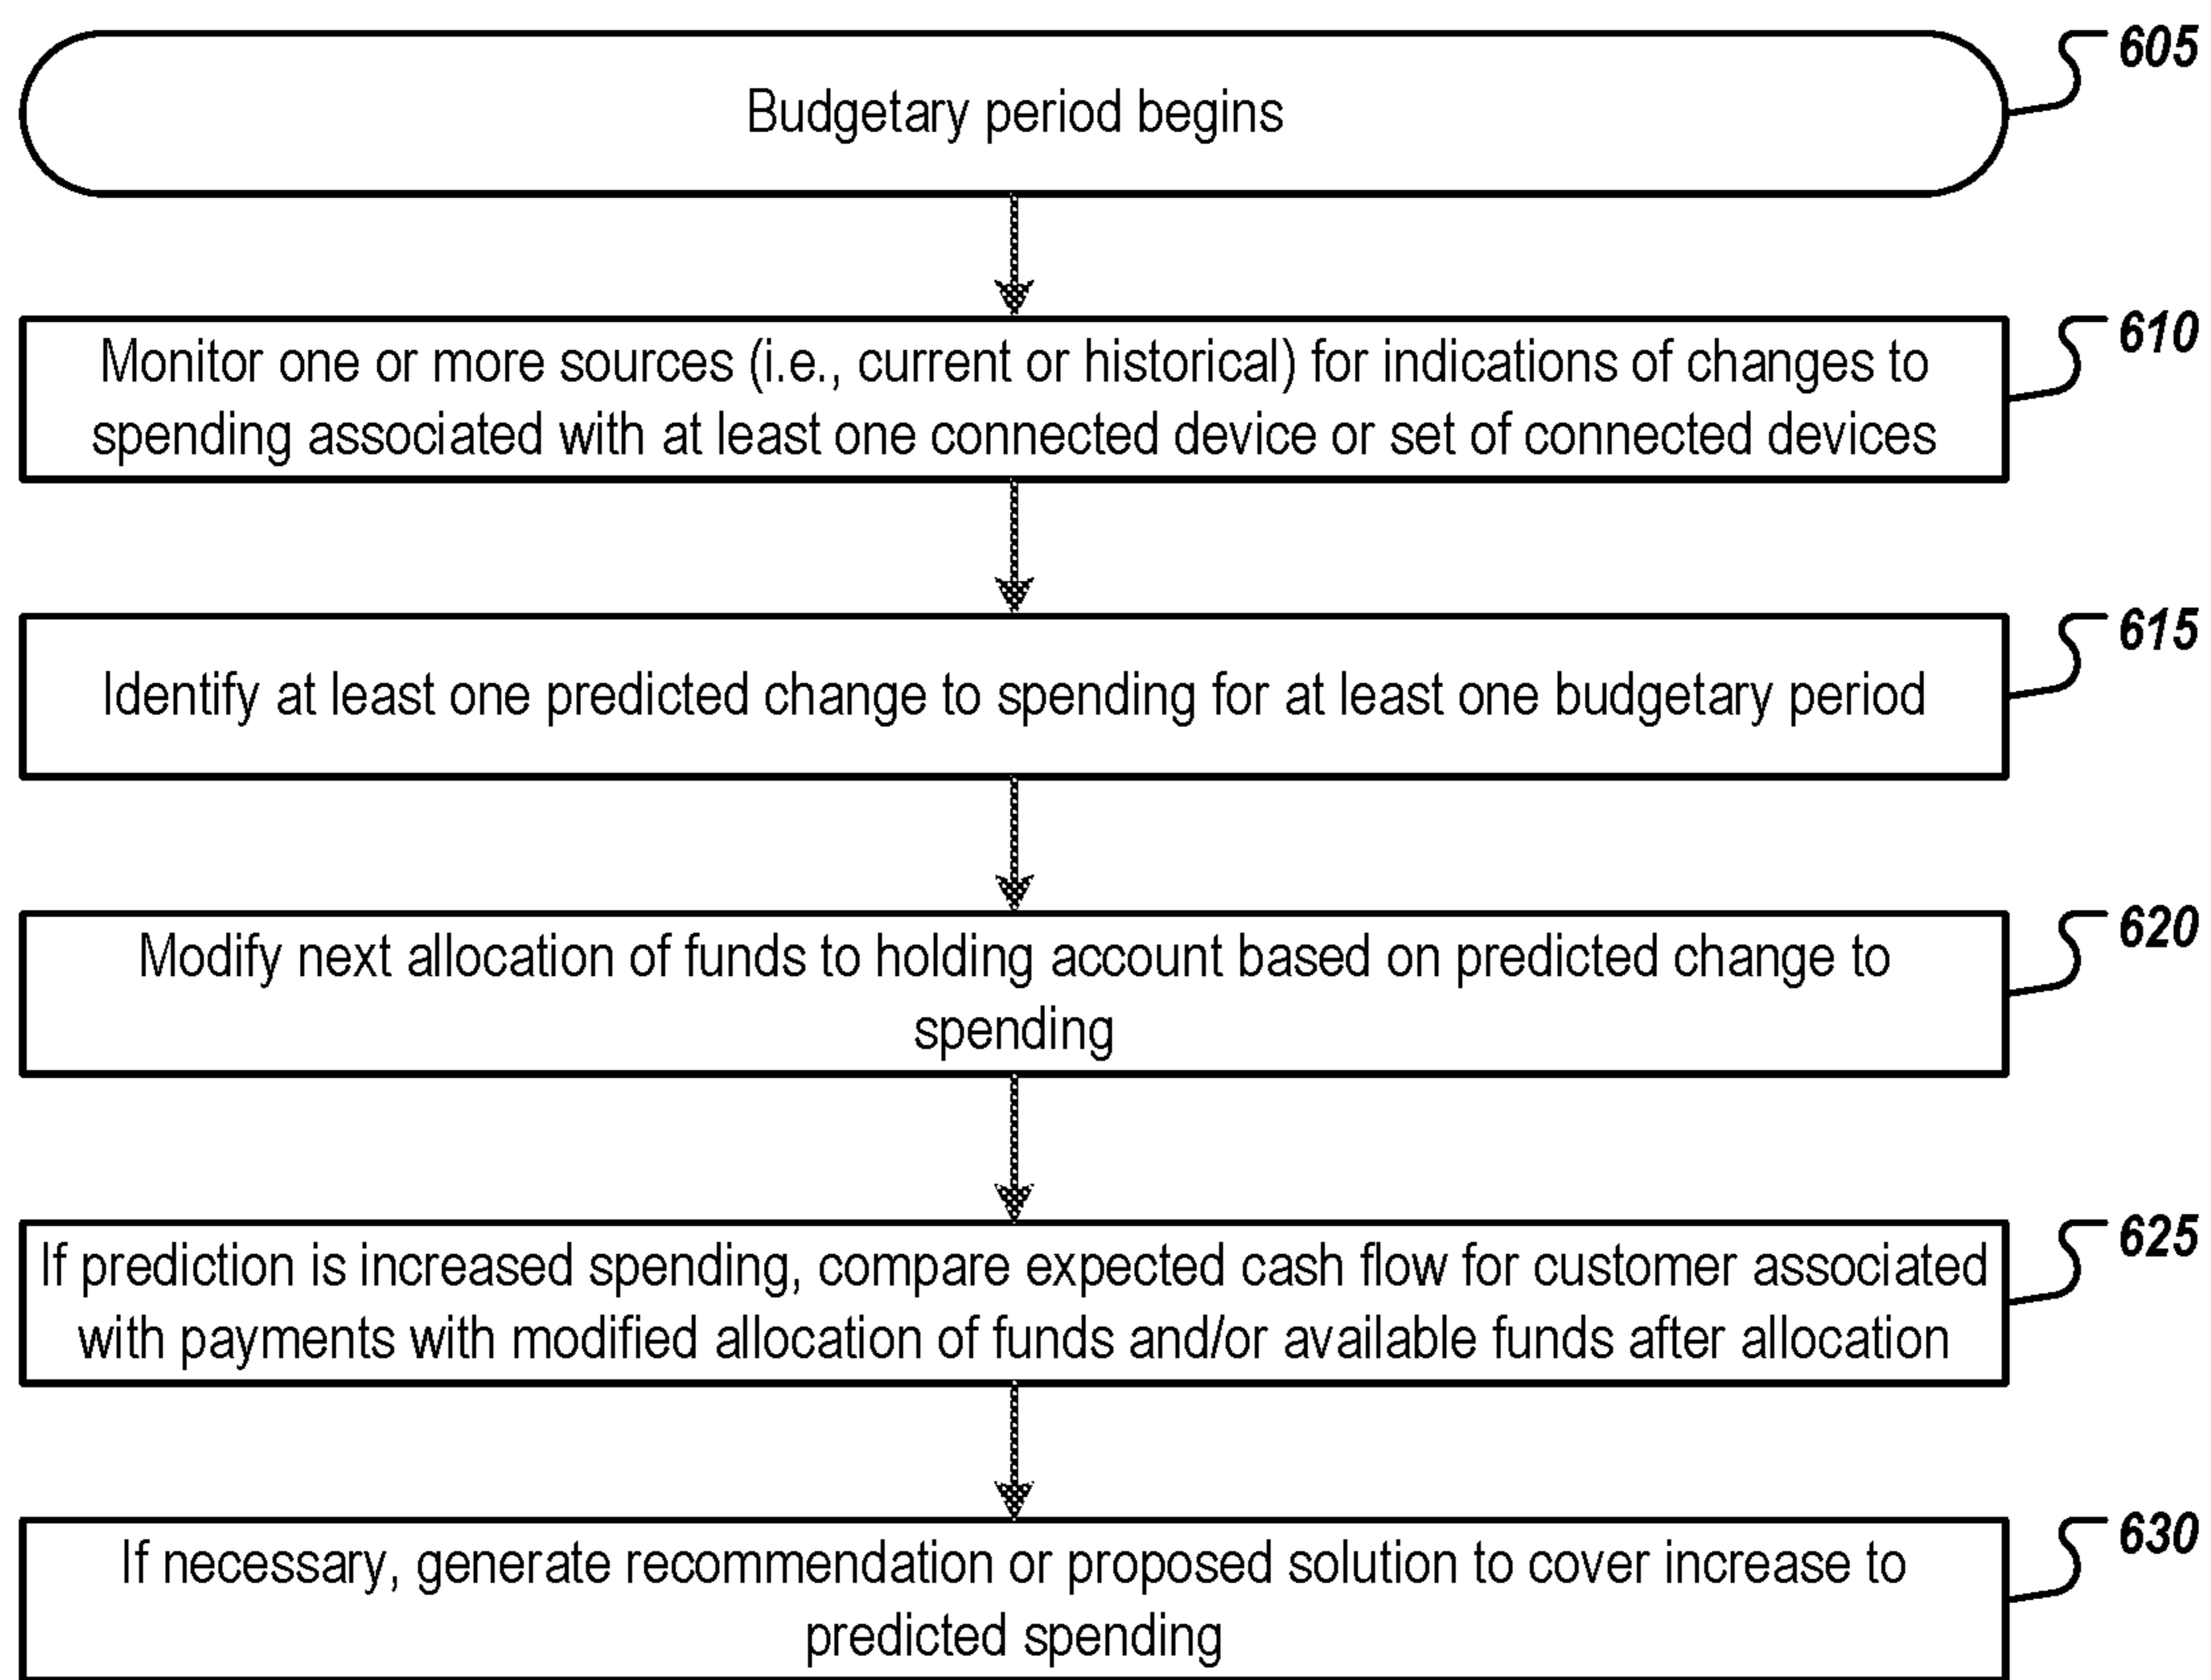 605
Budgetary period begins
610
Monitor one or more sources (i.e., current or historical) for indications of changes to
spending associated with at least one connected device or set of connected devices
615
Identify at least one predicted change to spending for at least one budgetary period
620
Modify next allocation of funds to holding account based on predicted change to
spending
625
If prediction is increased spending, compare expected cash flow for customer associated
with payments with modified allocation of funds and/or available funds after allocation
630
If necessary, generate recommendation or proposed solution to cover increase to
predicted spending